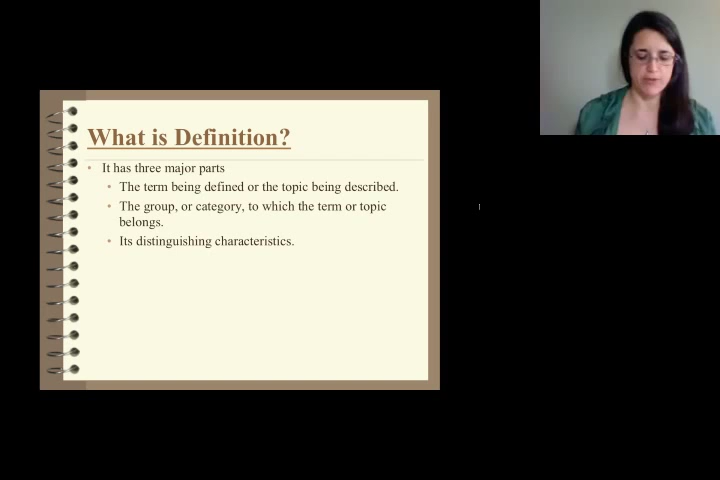 What is Definition?
• It has three major parts
• The term being defined or the topic being described.
• The group, or category, to which the term or topic
belongs.
• Its distinguishing characteristics.